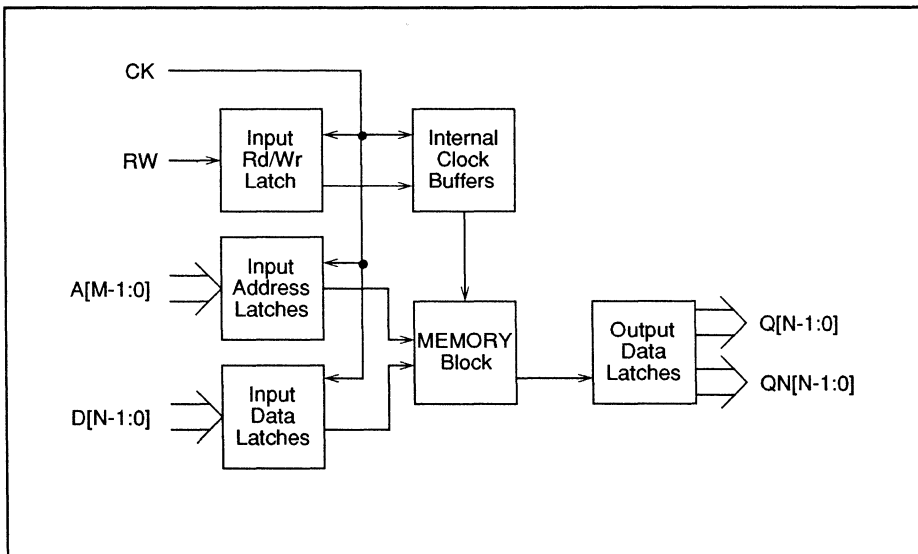 CK
RW
Input
Rd/Wr
Latch
Internal
Clock
Buffers
A[M-1:0]
Input
Address
Latches
MEMORY
Block
Output
Data
Latches
Q[N-1:0]
QN[N-1:0]
D[N-1:0]
Input
Data
Latches